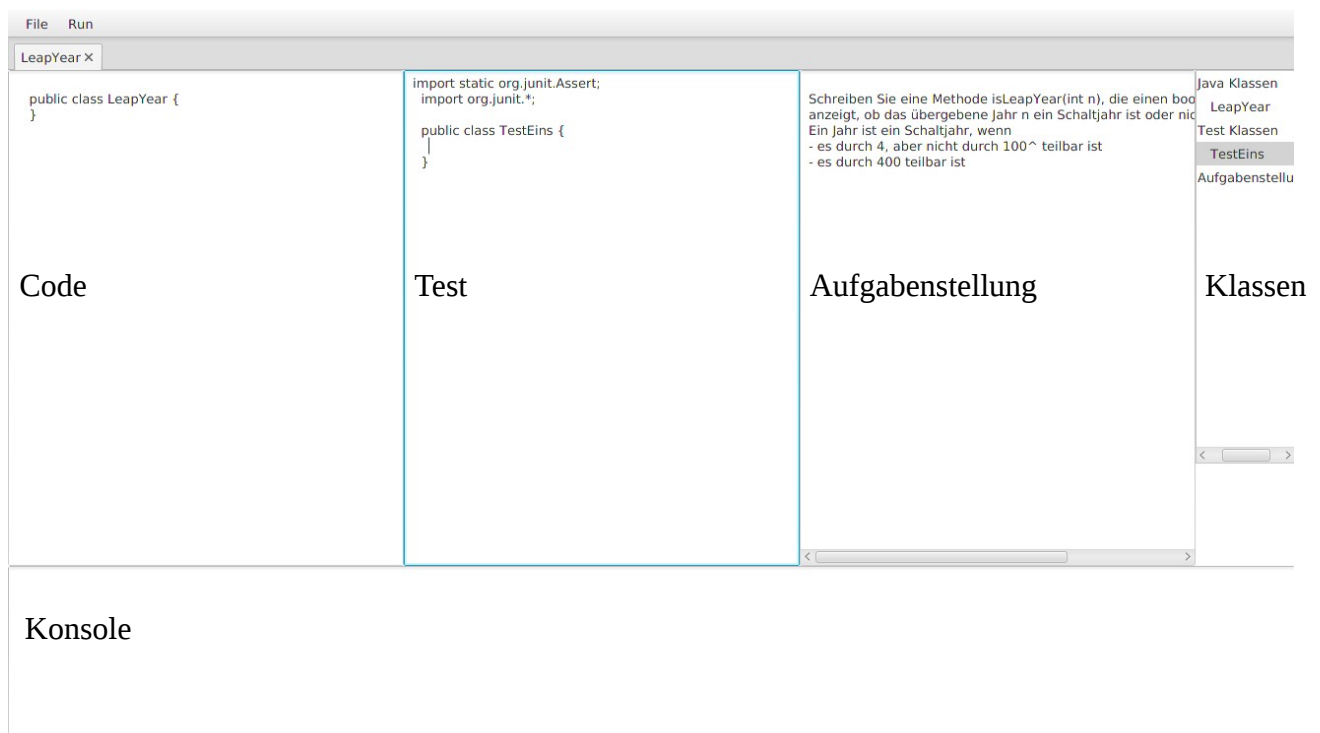 File Run
LeapYear ×
public class LeapYear {
}
Code
import static org.junit.Assert;
import org.junit.*;
public class TestEins {
}
Test
Schreiben Sie eine Methode isLeapYear(int n), die einen boo
anzeigt, ob das übergebene Jahr n ein Schaltjahr ist oder nic
Ein Jahr ist ein Schaltjahr, wenn
- es durch 4, aber nicht durch 100^ teilbar ist
- es durch 400 teilbar ist
Aufgabenstellung
Java Klassen
LeapYear
Test Klassen
TestEins
Aufgabenstellu
Klassen
Konsole